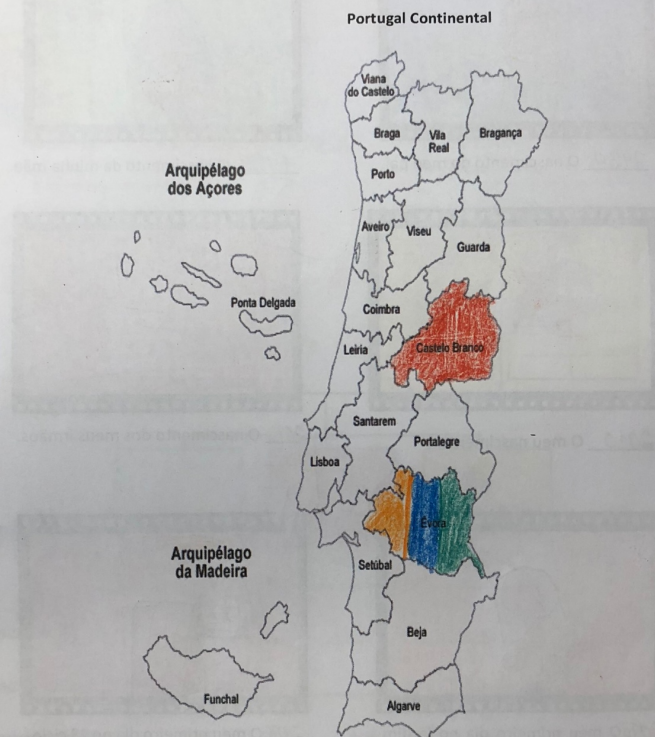 Portugal Continental
Viana
do Castelo
Braga
Vila
Real
Bragança
Porto
Arquipélago
dos Açores
Aveiro
Viseu
Guarda
Ponta Delgada
Coimbra
Leiria
Castelo Branco
Santarem
Portalegre
Lisboa
Évora
Arquipélago
da Madeira
Setúbal
Beja
Funchal
Algarve